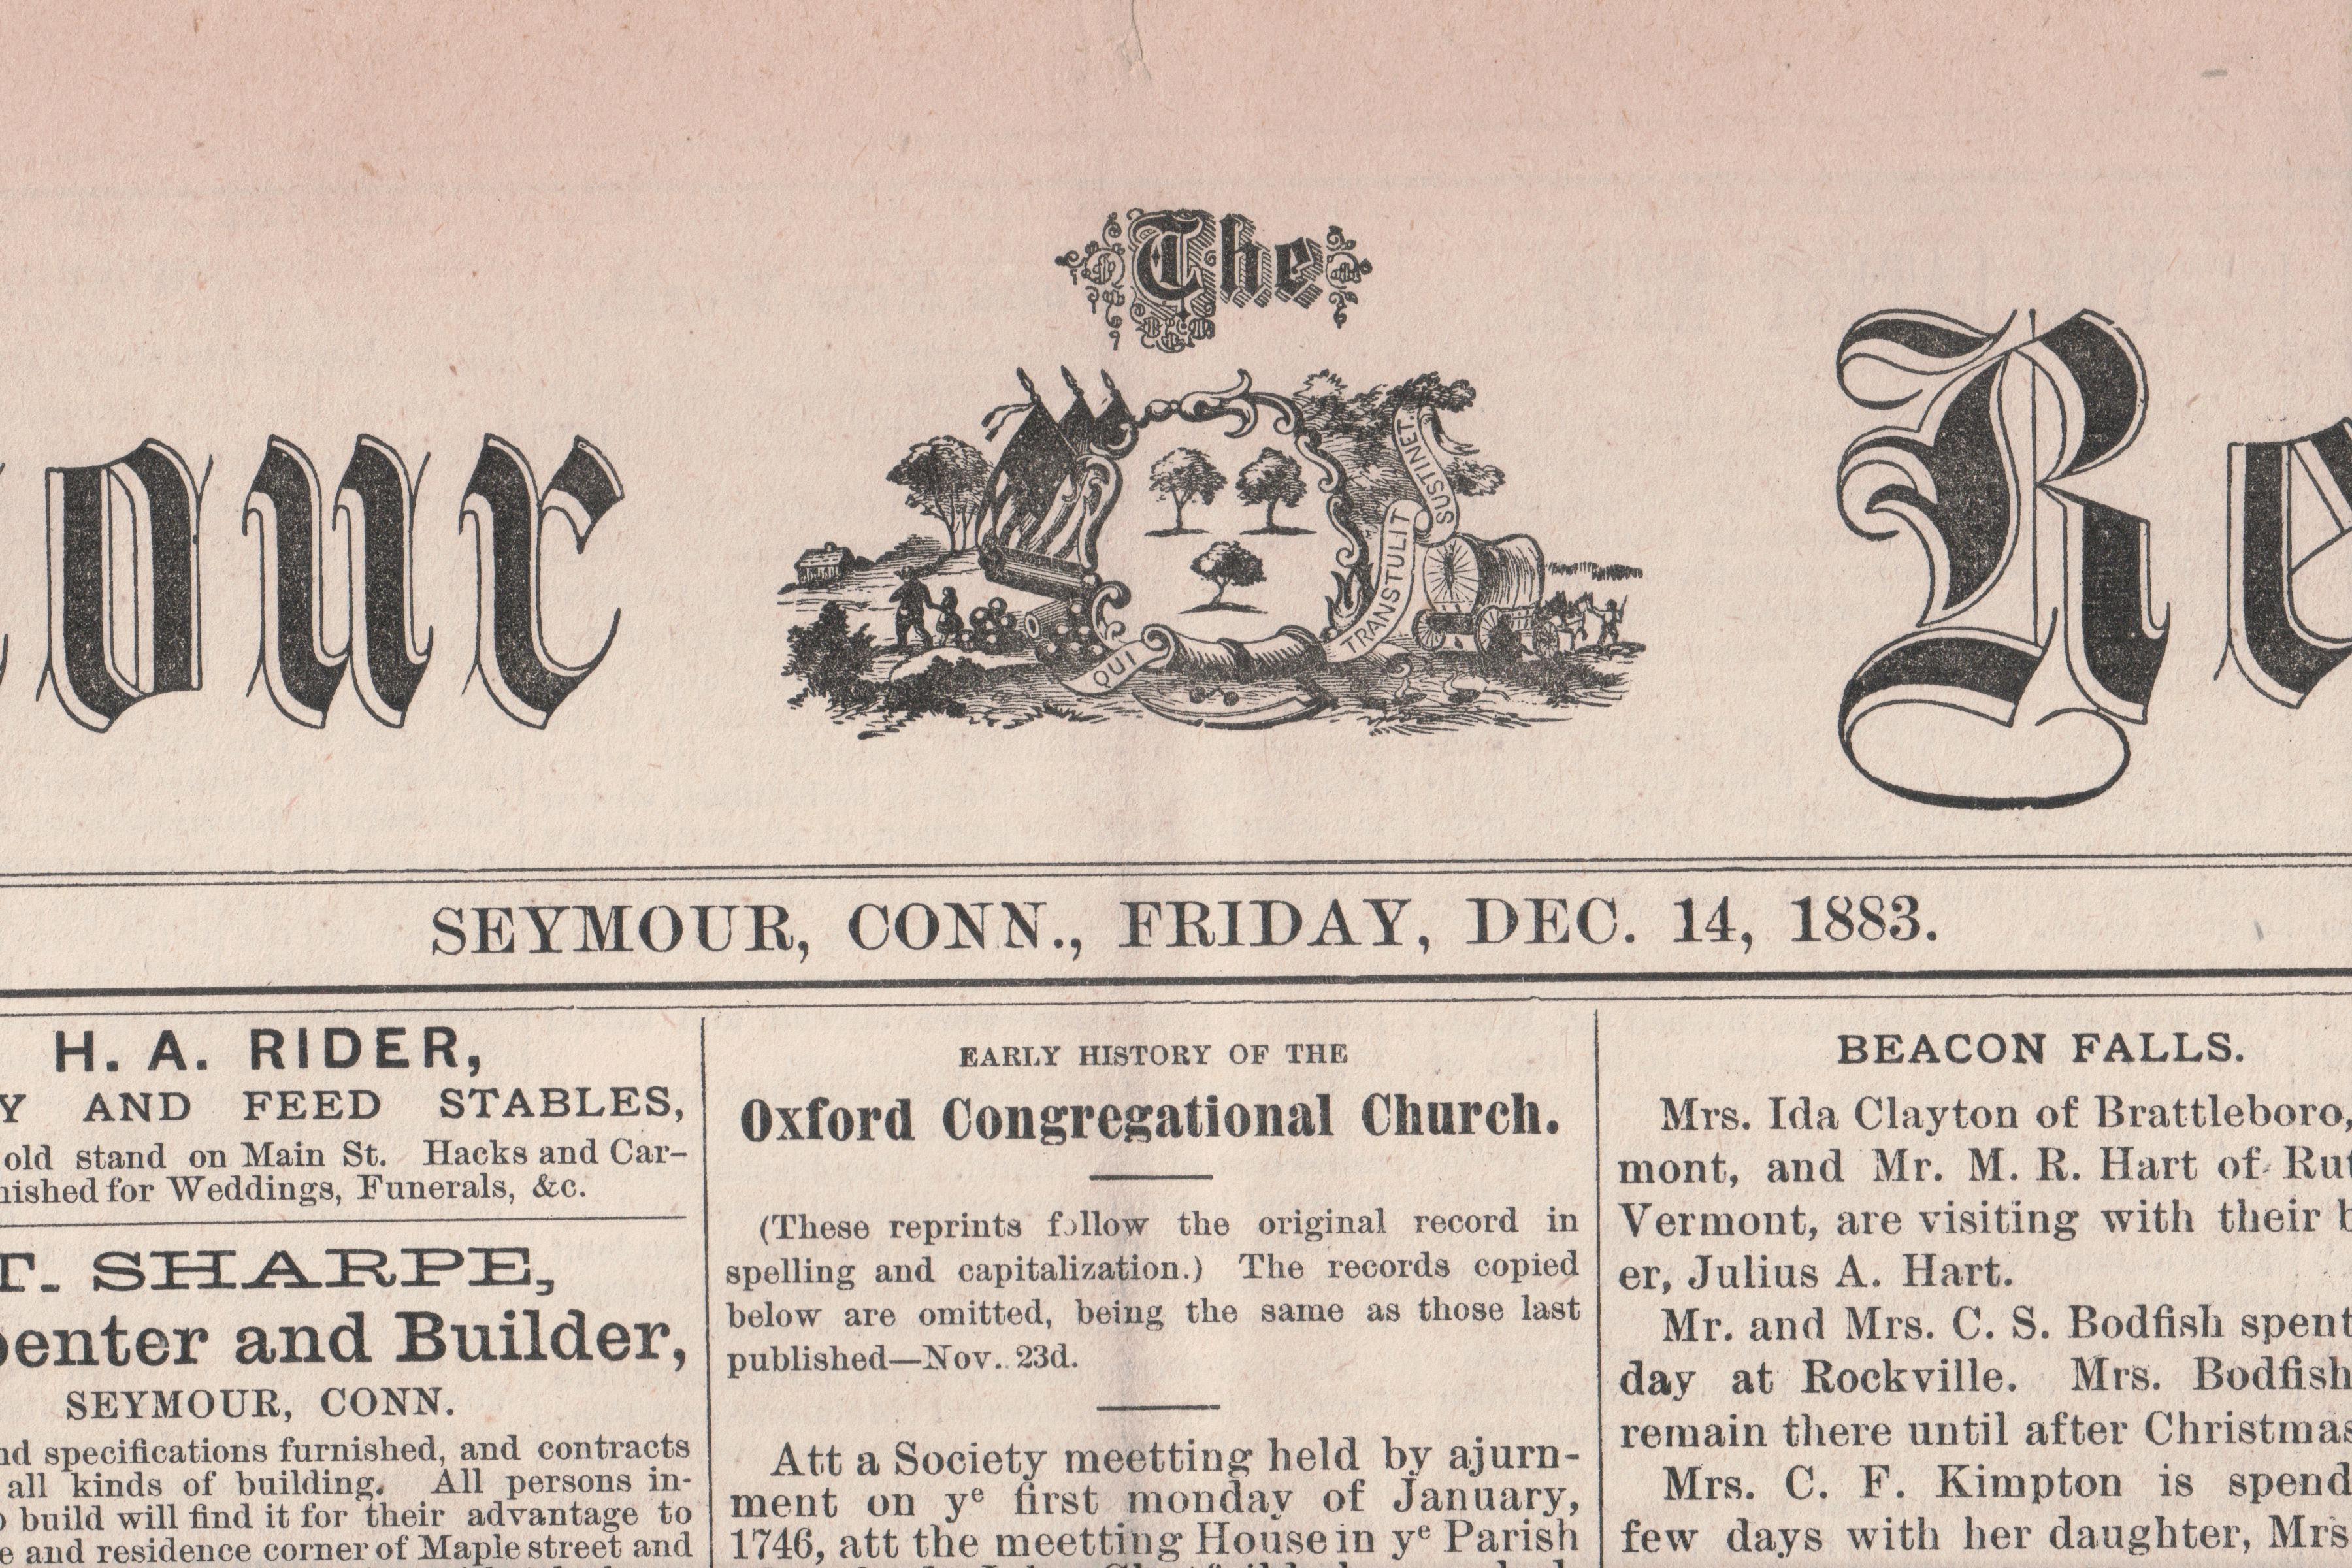 The
our Re
QUI TRANSTULIT SUSTINET.
SEYMOUR, CONN., FRIDAY, DEC. 14, 1883.
H. A. RIDER,
Y AND FEED STABLES,
old stand on Main St. Hacks and Car-
nished for Weddings, Funerals, &c.
T. SHARPE,
penter and Builder,
SEYMOUR, CONN.
nd specifications furnished, and contracts
all kinds of building. All persons in-
o build will find it for their advantage to
e and residence corner of Maple street and
EARLY HISTORY OF THE
Oxford Congregational Church.
(These reprints follow the original record in
spelling and capitalization.) The records copied
below are omitted, being the same as those last
published—Nov. 23d.
Att a Society meetting held by ajurn-
ment on yᵉ first monday of January,
1746, att the meetting House in yᵉ Parish
BEACON FALLS.
Mrs. Ida Clayton of Brattleboro,
mont, and Mr. M. R. Hart of Rut
Vermont, are visiting with their b
er, Julius A. Hart.
Mr. and Mrs. C. S. Bodfish spent
day at Rockville. Mrs. Bodfish
remain there until after Christmas
Mrs. C. F. Kimpton is spend
few days with her daughter, Mrs